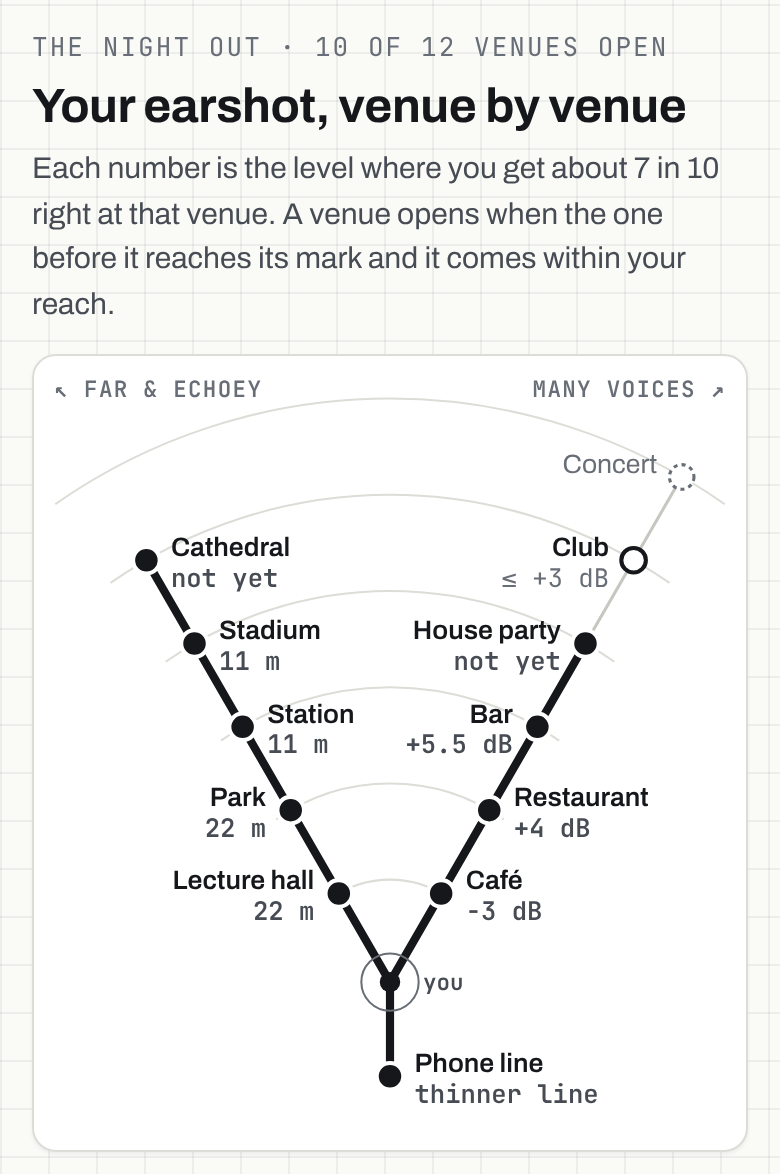 THE NIGHT OUT · 10 OF 12 VENUES OPEN
Your earshot, venue by venue
Each number is the level where you get about 7 in 10
right at that venue. A venue opens when the one
before it reaches its mark and it comes within your
reach.
↖ FAR & ECHOEY
MANY VOICES ↗
Concert
Cathedral
not yet
Club
≤ +3 dB
Stadium
11 m
House party
not yet
Station
11 m
Bar
+5.5 dB
Park
22 m
Restaurant
+4 dB
Lecture hall
22 m
Café
-3 dB
you
Phone line
thinner line